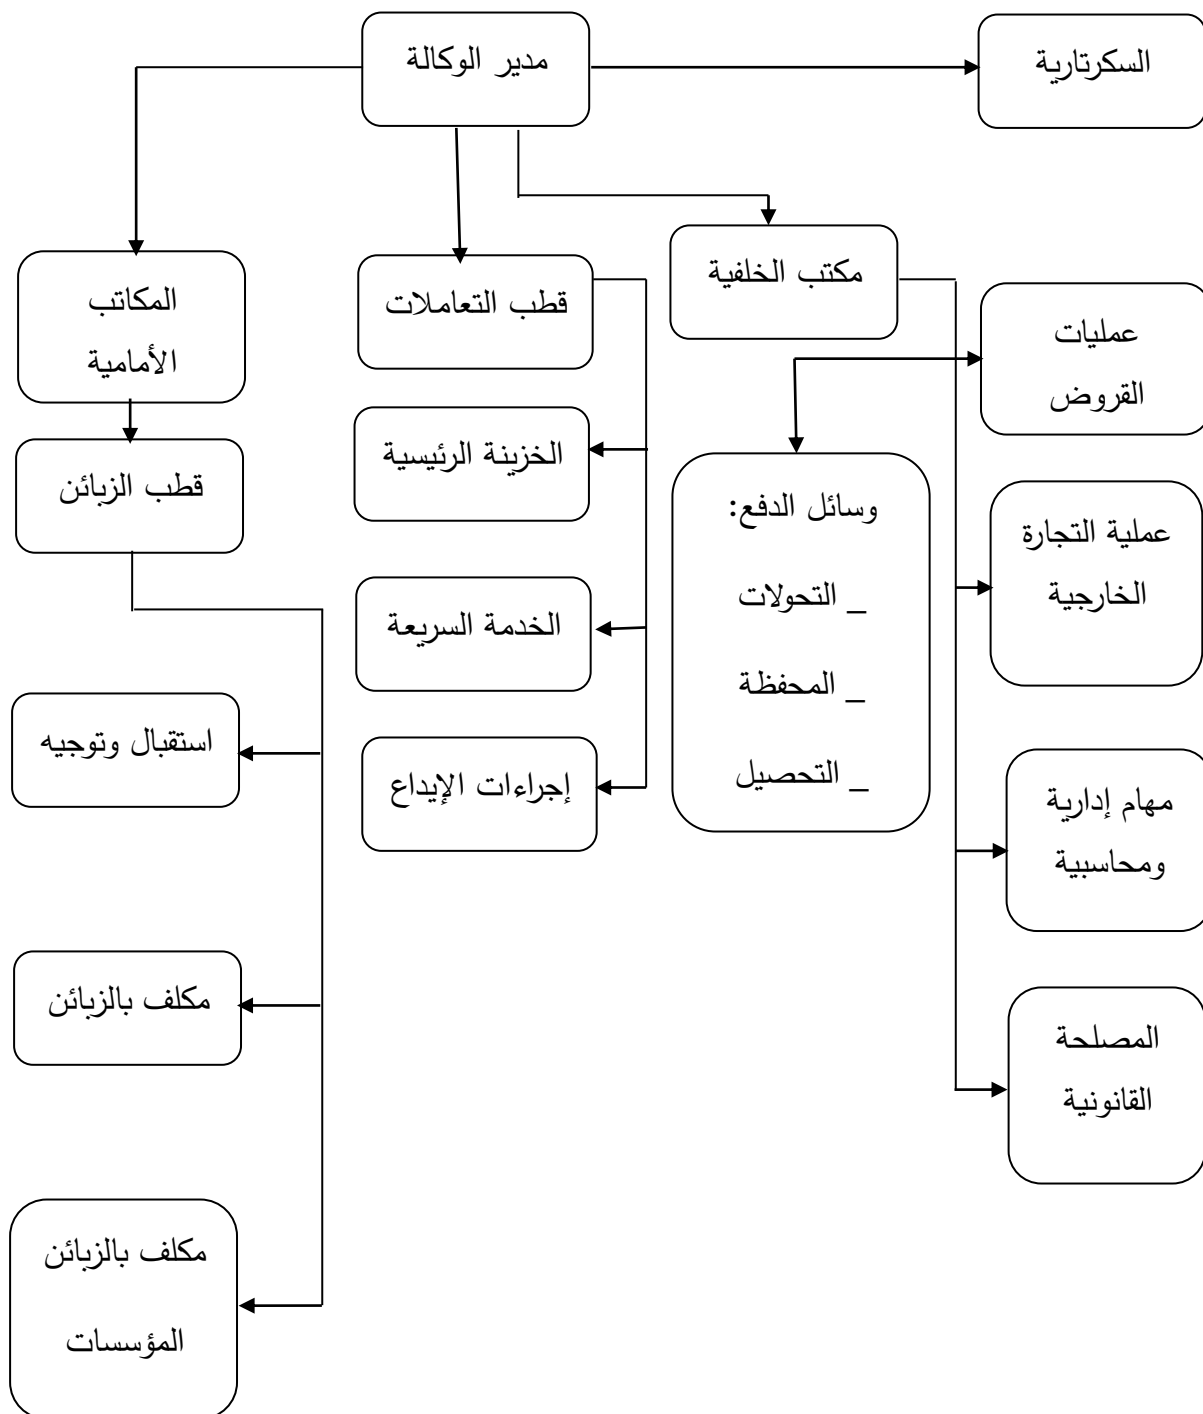 مدير الوكالة
السكرتارية
مكتب الخلفية
قطب التعاملات
المكاتب
الأمامية
عمليات
القروض
وسائل الدفع:
_ التحولات
_ المحفظة
_ التحصيل
عملية التجارة
الخارجية
مهام إدارية
ومحاسبية
المصلحة
القانونية
الخزينة الرئيسية
الخدمة السريعة
إجراءات الإيداع
قطب الزبائن
استقبال وتوجيه
مكلف بالزبائن
مكلف بالزبائن
المؤسسات